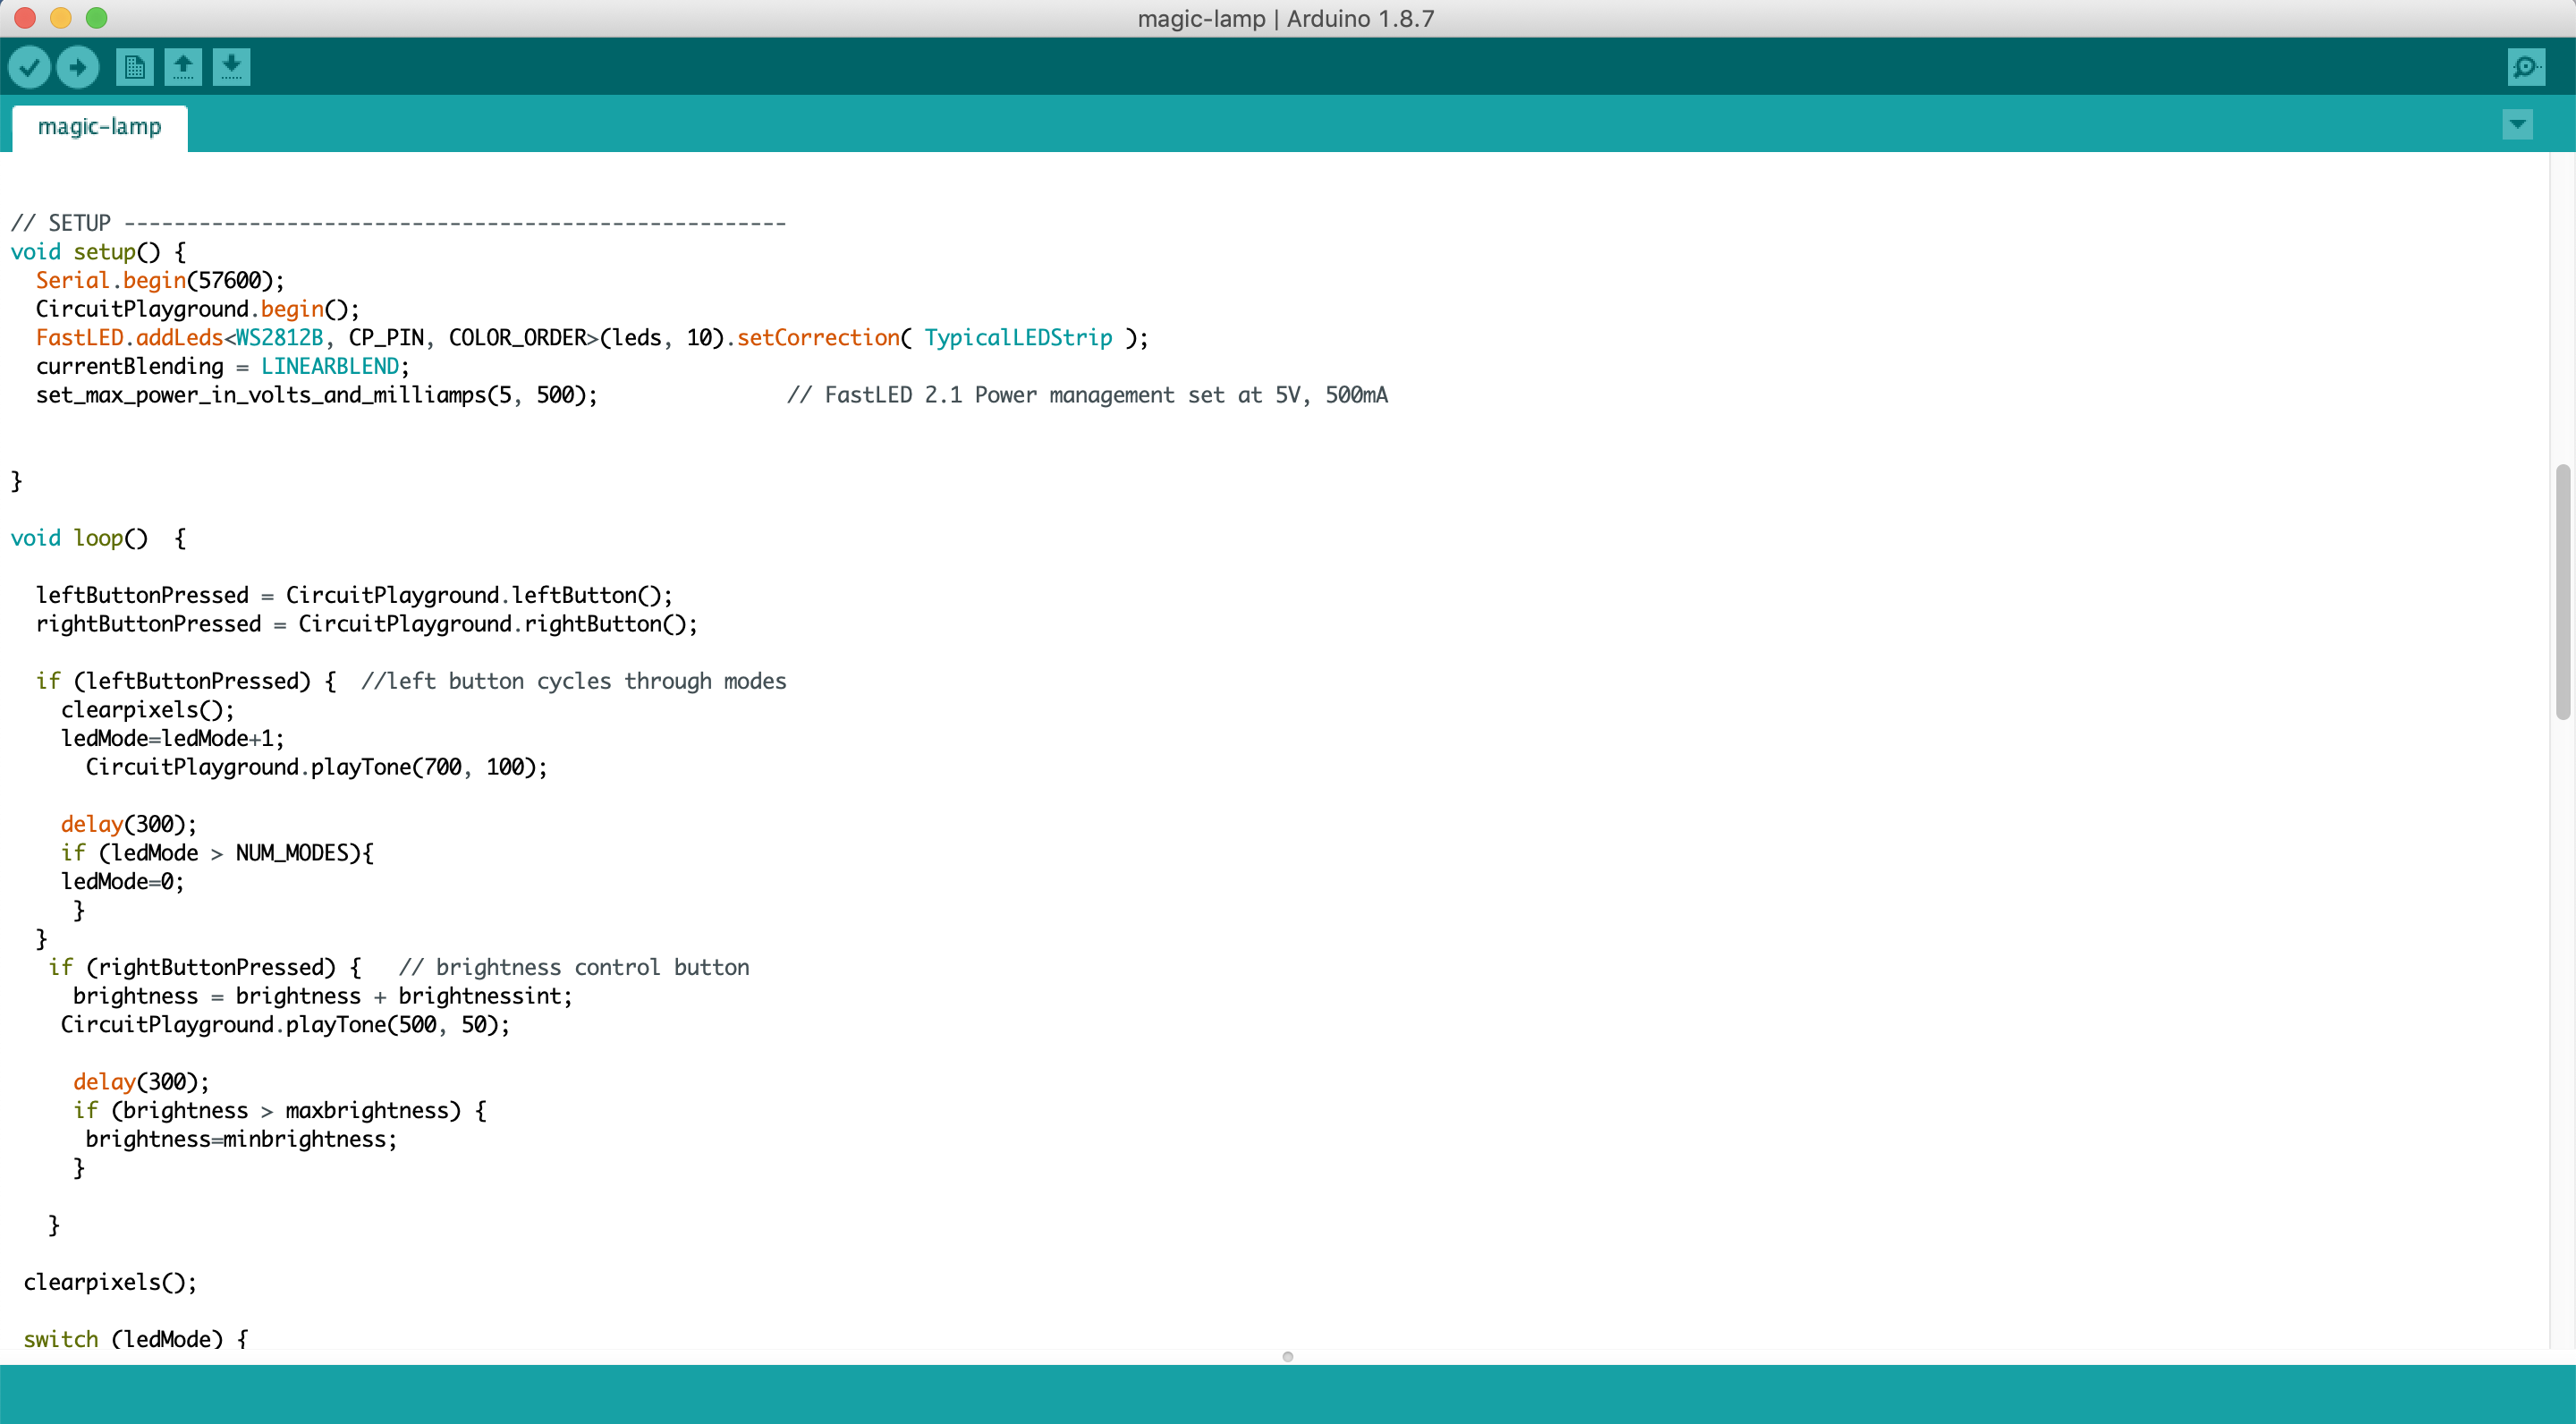 magic-lamp | Arduino 1.8.7
magic-lamp
// SETUP -----------------------------------------------------
void setup() {
Serial.begin(57600);
CircuitPlayground.begin();
FastLED.addLeds<WS2812B, CP_PIN, COLOR_ORDER>(leds, 10).setCorrection( TypicalLEDStrip );
currentBlending = LINEARBLEND;
set_max_power_in_volts_and_milliamps(5, 500); // FastLED 2.1 Power management set at 5V, 500mA
}
void loop()  {
leftButtonPressed = CircuitPlayground.leftButton();
rightButtonPressed = CircuitPlayground.rightButton();
if (leftButtonPressed) {  //left button cycles through modes
clearpixels();
ledMode=ledMode+1;
CircuitPlayground.playTone(700, 100);
delay(300);
if (ledMode > NUM_MODES){
ledMode=0;
}
}
if (rightButtonPressed) {   // brightness control button
brightness = brightness + brightnessint;
CircuitPlayground.playTone(500, 50);
delay(300);
if (brightness > maxbrightness) {
brightness=minbrightness;
}
}
clearpixels();
switch (ledMode) {